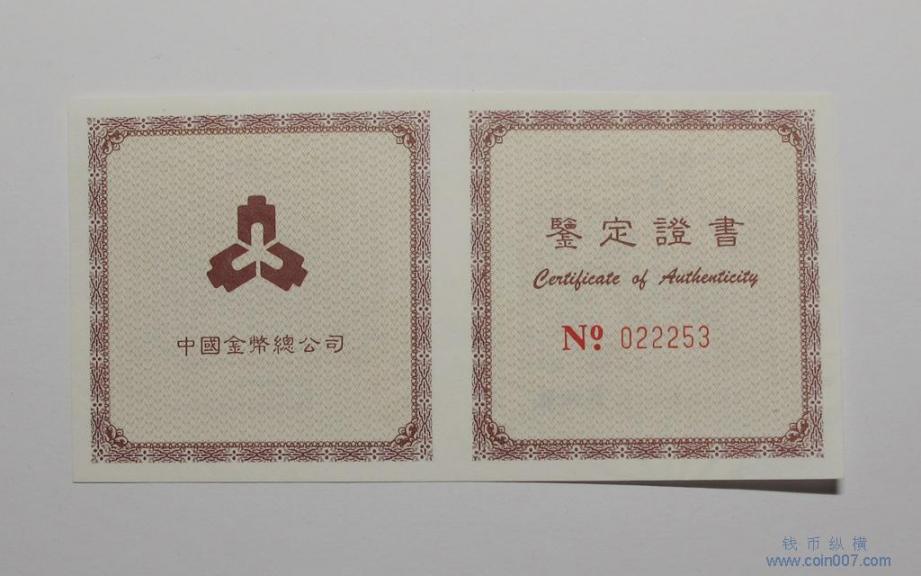 中國金幣總公司
鑒定證書
Certificate of Authenticity
Nº 022253
钱币纵横
www.coin007.com